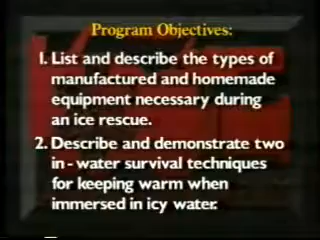 Program Objectives:
1. List and describe the types of
manufactured and homemade
equipment necessary during
an ice rescue.
2. Describe and demonstrate two
in-water survival techniques
for keeping warm when
immersed in icy water.